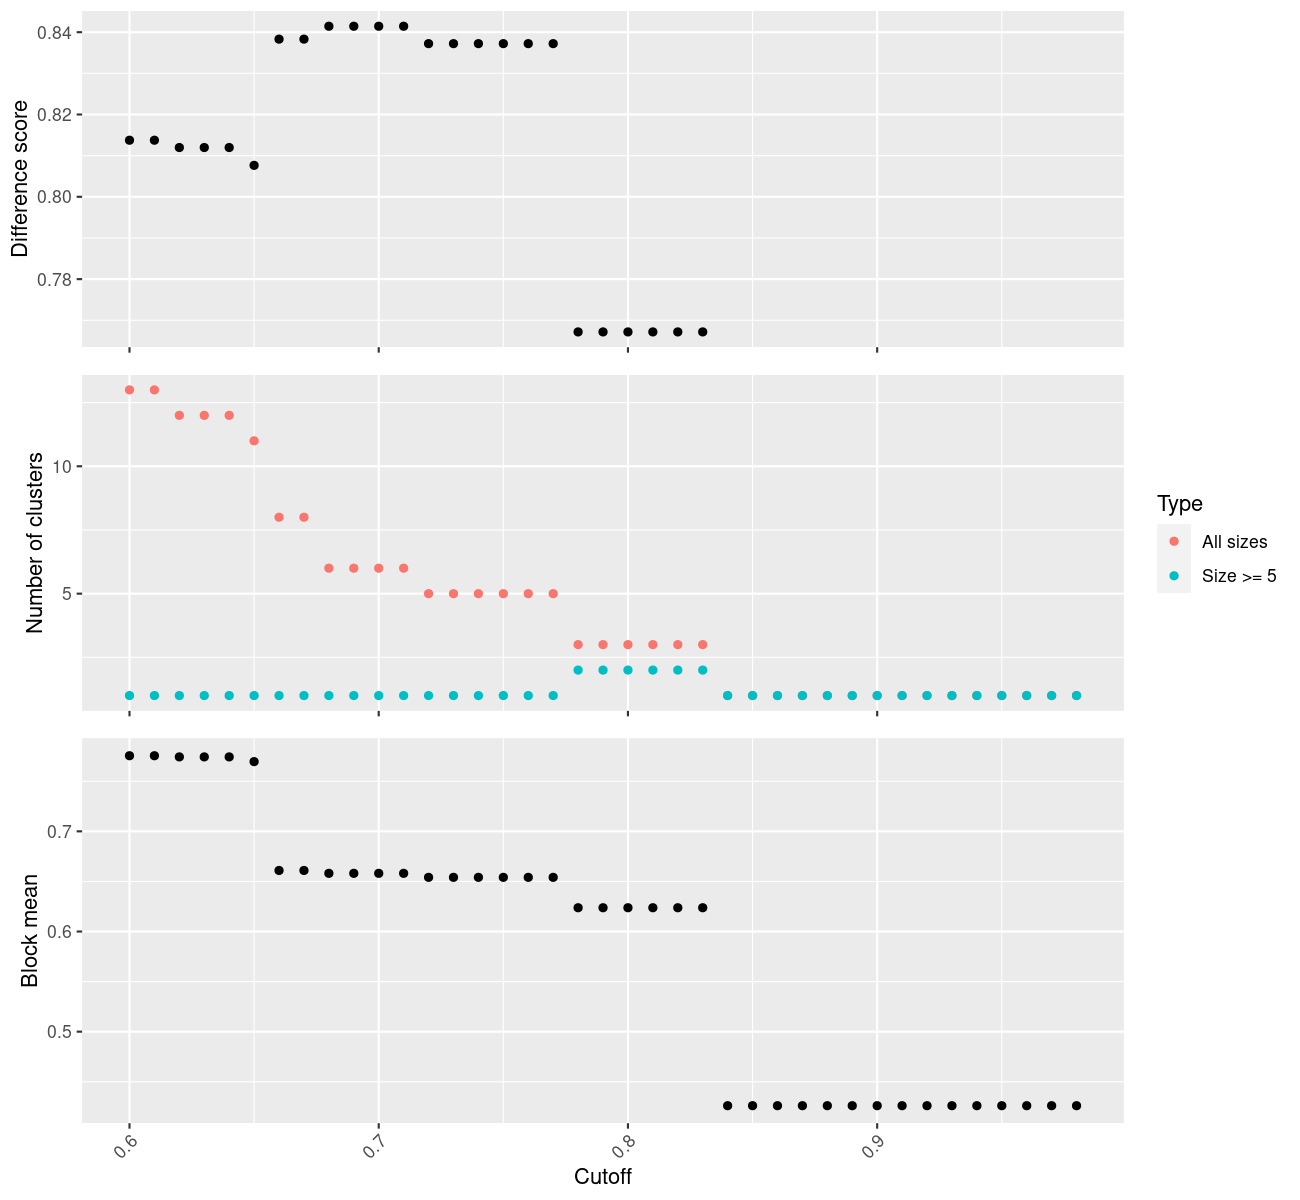 Difference score
0.84
0.82
0.80
0.78
Number of clusters
10
5
Type
All sizes
Size >= 5
Block mean
0.7
0.6
0.5
0.6
0.7
0.8
0.9
Cutoff